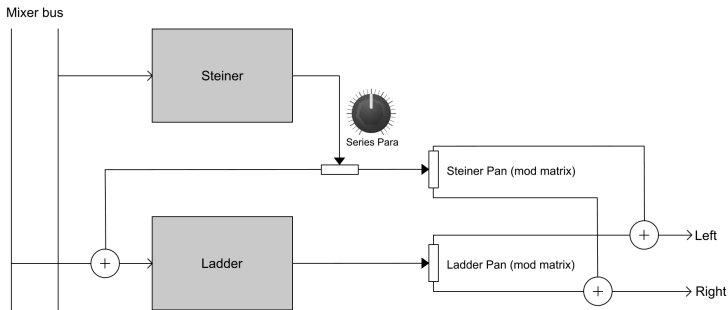 Mixer bus
Steiner
Series Para
Steiner Pan (mod matrix)
Left
Ladder
Ladder Pan (mod matrix)
Right